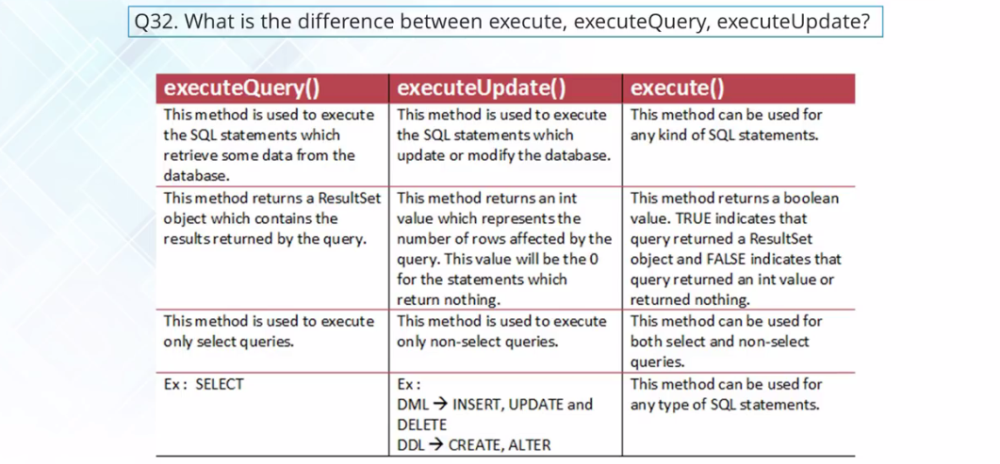 Q32. What is the difference between execute, executeQuery, executeUpdate?
executeQuery()
executeUpdate()
execute()
This method is used to execute
the SQL statements which
retrieve some data from the
database.
This method is used to execute
the SQL statements which
update or modify the database.
This method can be used for
any kind of SQL statements.
This method returns a ResultSet
object which contains the
results returned by the query.
This method returns an int
value which represents the
number of rows affected by the
query. This value will be the 0
for the statements which
return nothing.
This method returns a boolean
value. TRUE indicates that
query returned a ResultSet
object and FALSE indicates that
query returned an int value or
returned nothing.
This method is used to execute
only select queries.
This method is used to execute
only non-select queries.
This method can be used for
both select and non-select
queries.
Ex : SELECT
Ex :
DML → INSERT, UPDATE and
DELETE
DDL → CREATE, ALTER
This method can be used for
any type of SQL statements.